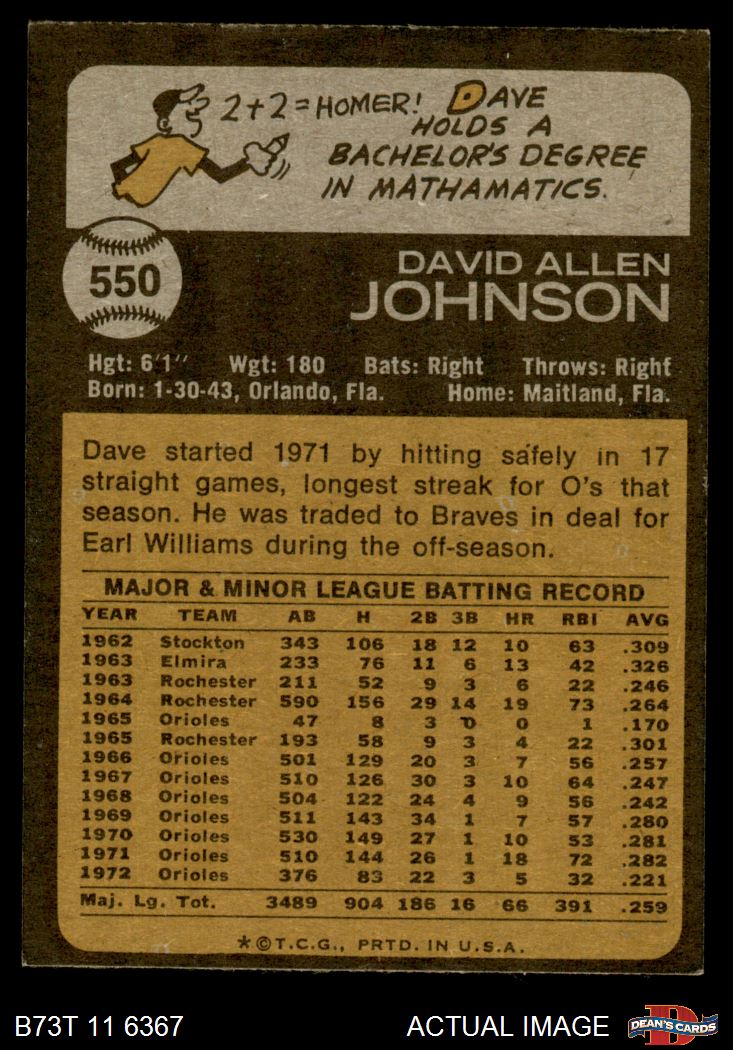 2+2=HOMER! DAVE
HOLDS A
BACHELOR'S DEGREE
IN MATHAMATICS.
550
DAVID ALLEN
JOHNSON
Hgt: 6'1" Wgt: 180 Bats: Right Throws: Right
Born: 1-30-43, Orlando, Fla. Home: Maitland, Fla.
Dave started 1971 by hitting safely in 17
straight games, longest streak for O's that
season. He was traded to Braves in deal for
Earl Williams during the off-season.
MAJOR & MINOR LEAGUE BATTING RECORD
YEAR TEAM AB H 2B 3B HR RBI AVG
1962 Stockton 343 106 18 12 10 63 .309
1963 Elmira 233 76 11 6 13 42 .326
1963 Rochester 211 52 9 3 6 22 .246
1964 Rochester 590 156 29 14 19 73 .264
1965 Orioles 47 8 3 0 0 1 .170
1965 Rochester 193 58 9 3 4 22 .301
1966 Orioles 501 129 20 3 7 56 .257
1967 Orioles 510 126 30 3 10 64 .247
1968 Orioles 504 122 24 4 9 56 .242
1969 Orioles 511 143 34 1 7 57 .280
1970 Orioles 530 149 27 1 10 53 .281
1971 Orioles 510 144 26 1 18 72 .282
1972 Orioles 376 83 22 3 5 32 .221
Maj. Lg. Tot. 3489 904 186 16 66 391 .259
*©T.C.G., PRTD. IN U.S.A.
B73T 11 6367 ACTUAL IMAGE DEAN'S CARDS